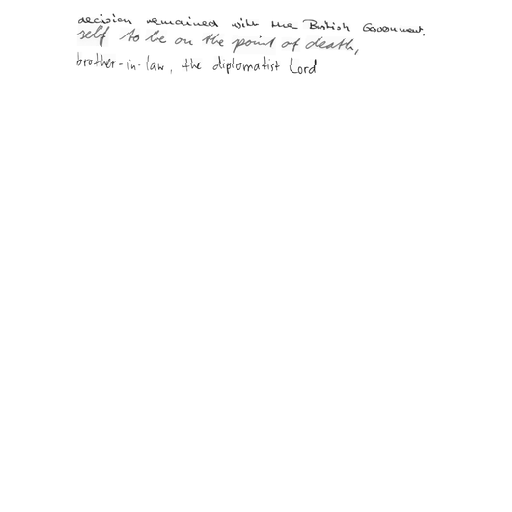 decision remained with the British Government.
self to be on the point of death,
brother-in-law, the diplomatist Lord